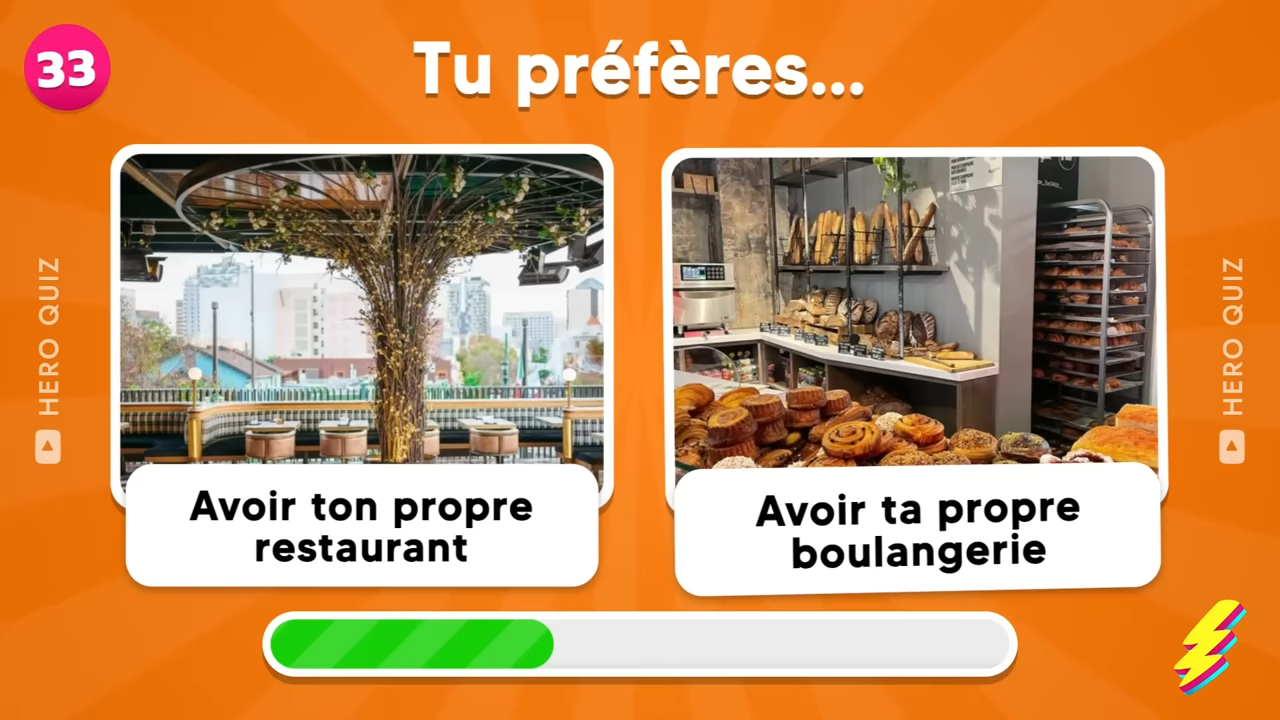 33
Tu préfères...
HERO QUIZ
HERO QUIZ
Avoir ton propre
restaurant
Avoir ta propre
boulangerie